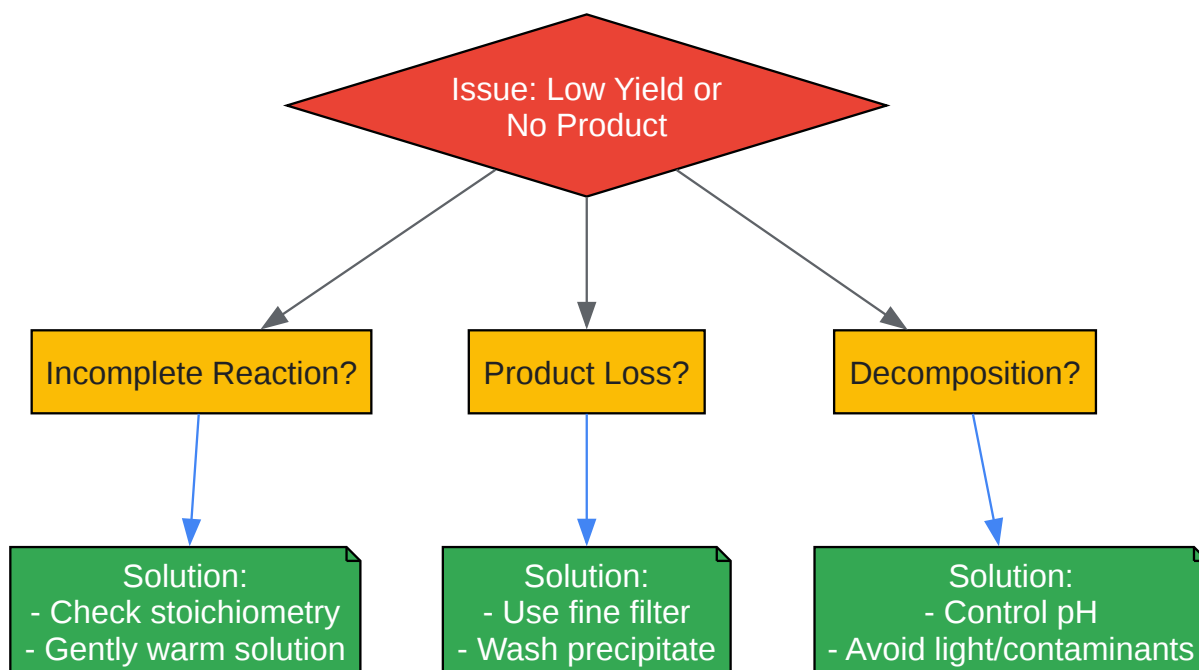 Issue: Low Yield or
No Product
Incomplete Reaction?
Product Loss?
Decomposition?
Solution:
- Check stoichiometry
- Gently warm solution
Solution:
- Use fine filter
- Wash precipitate
Solution:
- Control pH
- Avoid light/contaminants